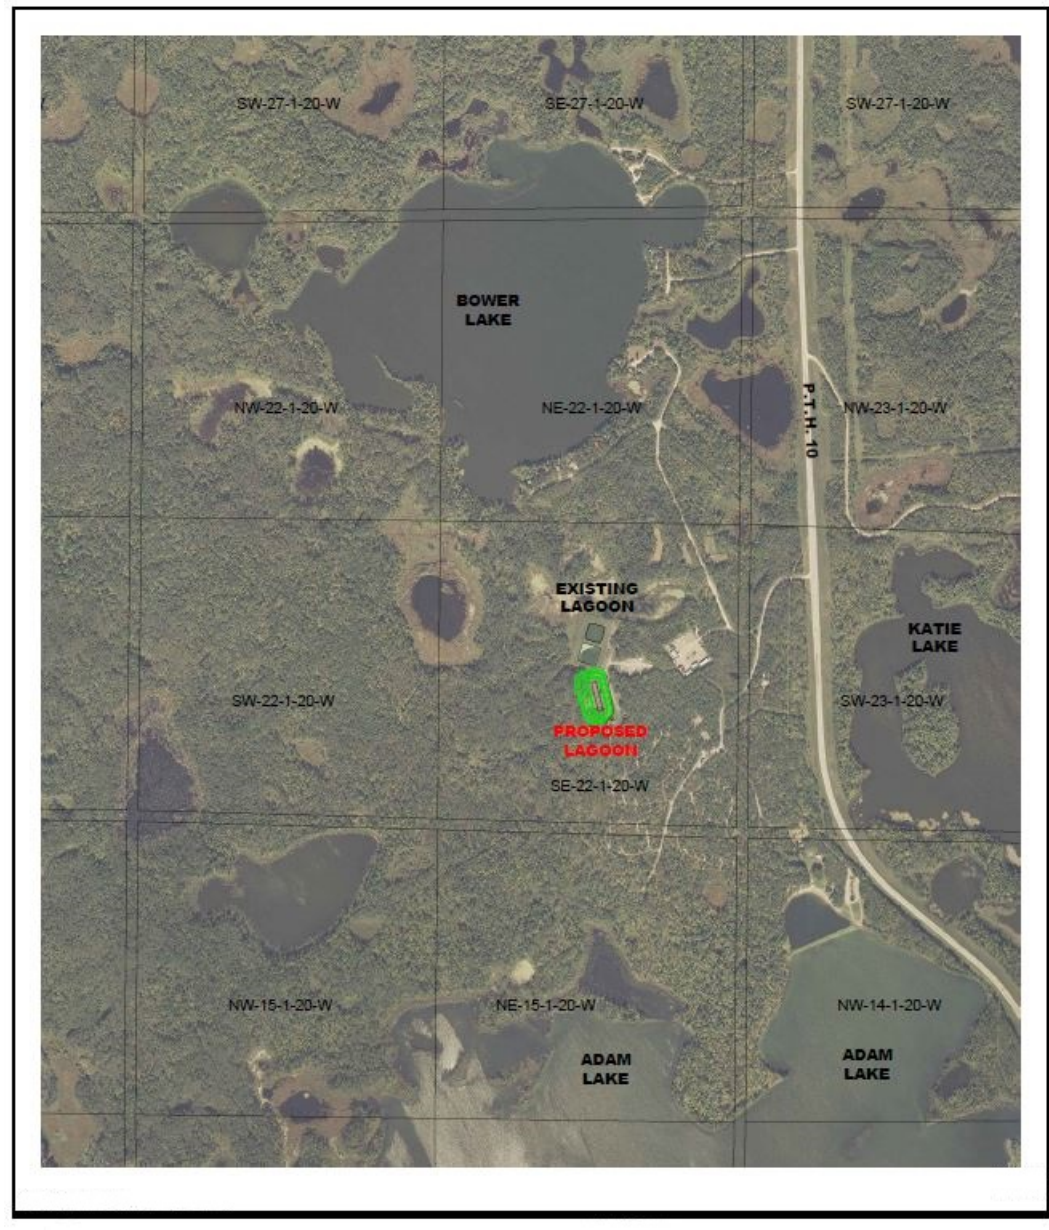 SW-27-1-20-W
SE-27-1-20-W
SW-27-1-20-W
BOWER
LAKE
P.T.H. 10
NW-22-1-20-W
NE-22-1-20-W
NW-23-1-20-W
EXISTING
LAGOON
KATIE
LAKE
SW-22-1-20-W
SW-23-1-20-W
PROPOSED
LAGOON
SE-22-1-20-W
NW-15-1-20-W
NE-15-1-20-W
NW-14-1-20-W
ADAM
LAKE
ADAM
LAKE